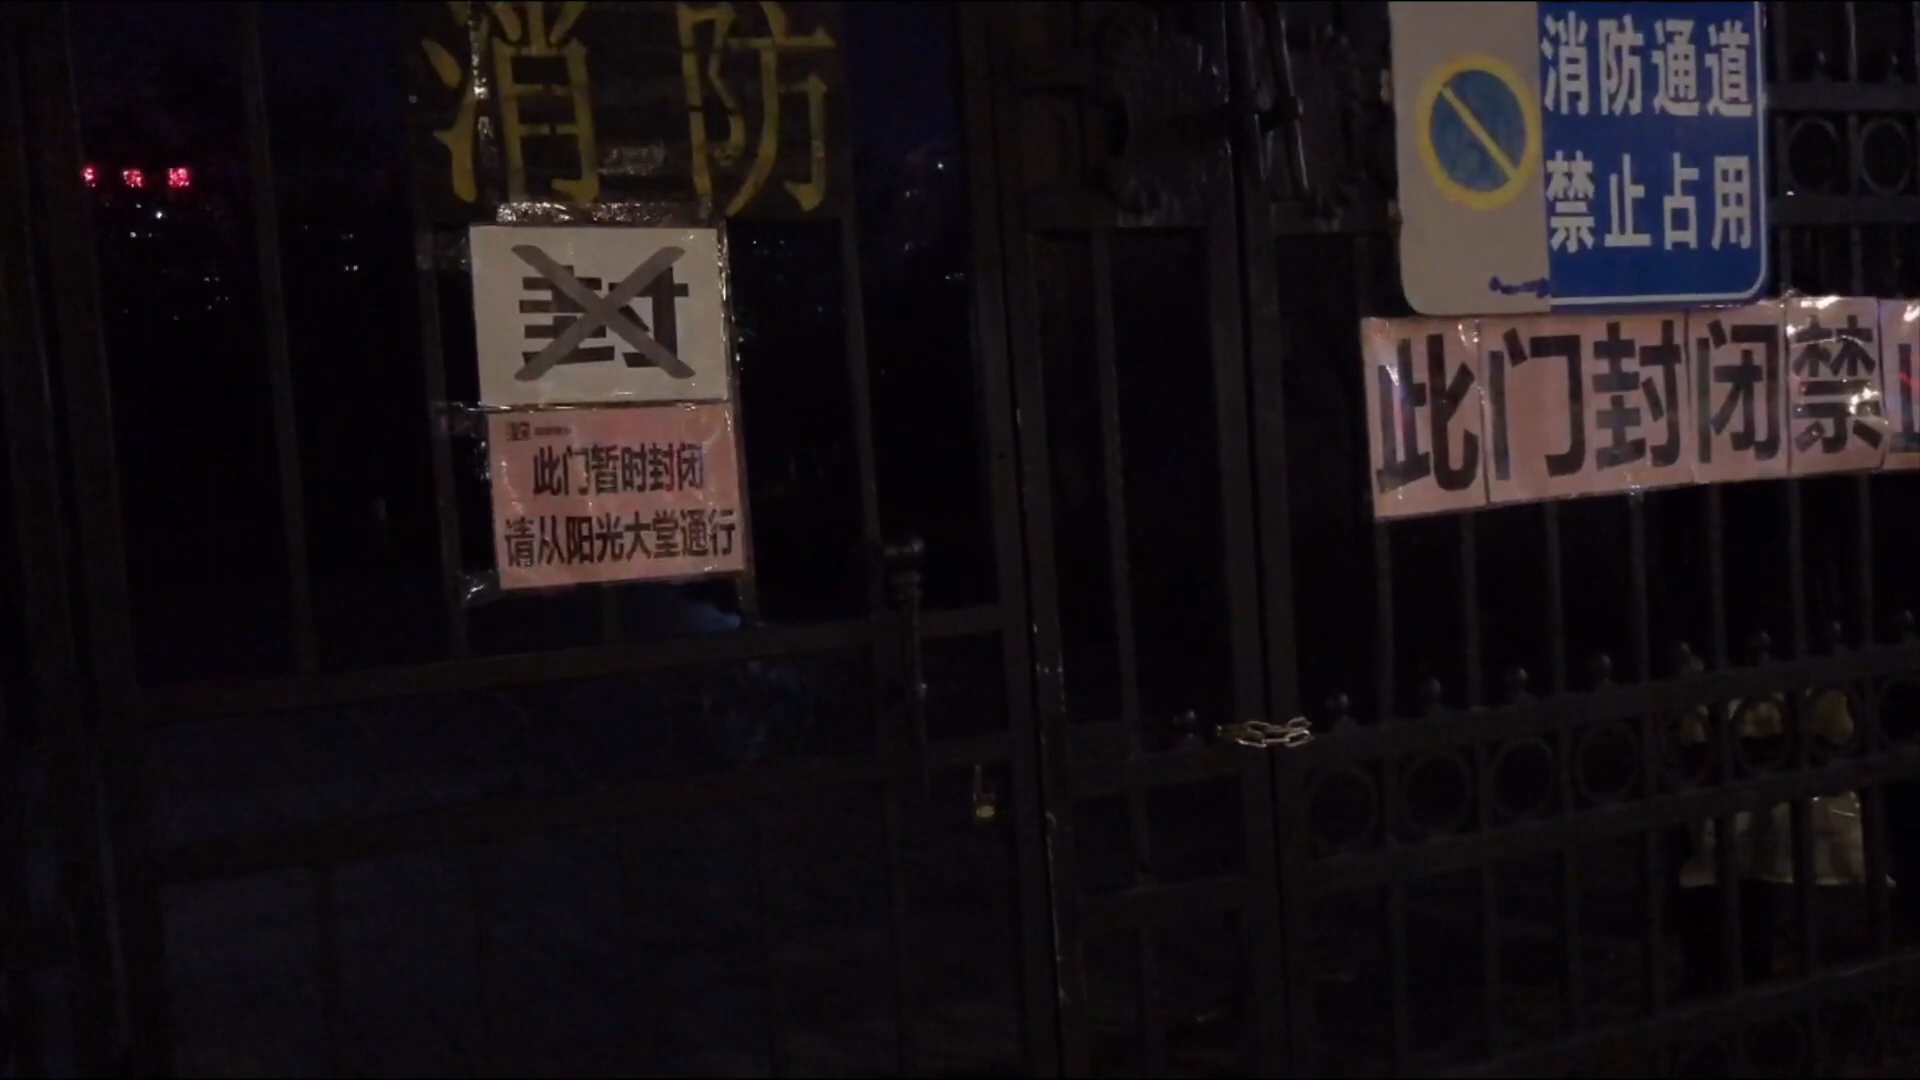 消防
封
此门暂时封闭
请从阳光大堂通行
消防通道
禁止占用
此门封闭禁止